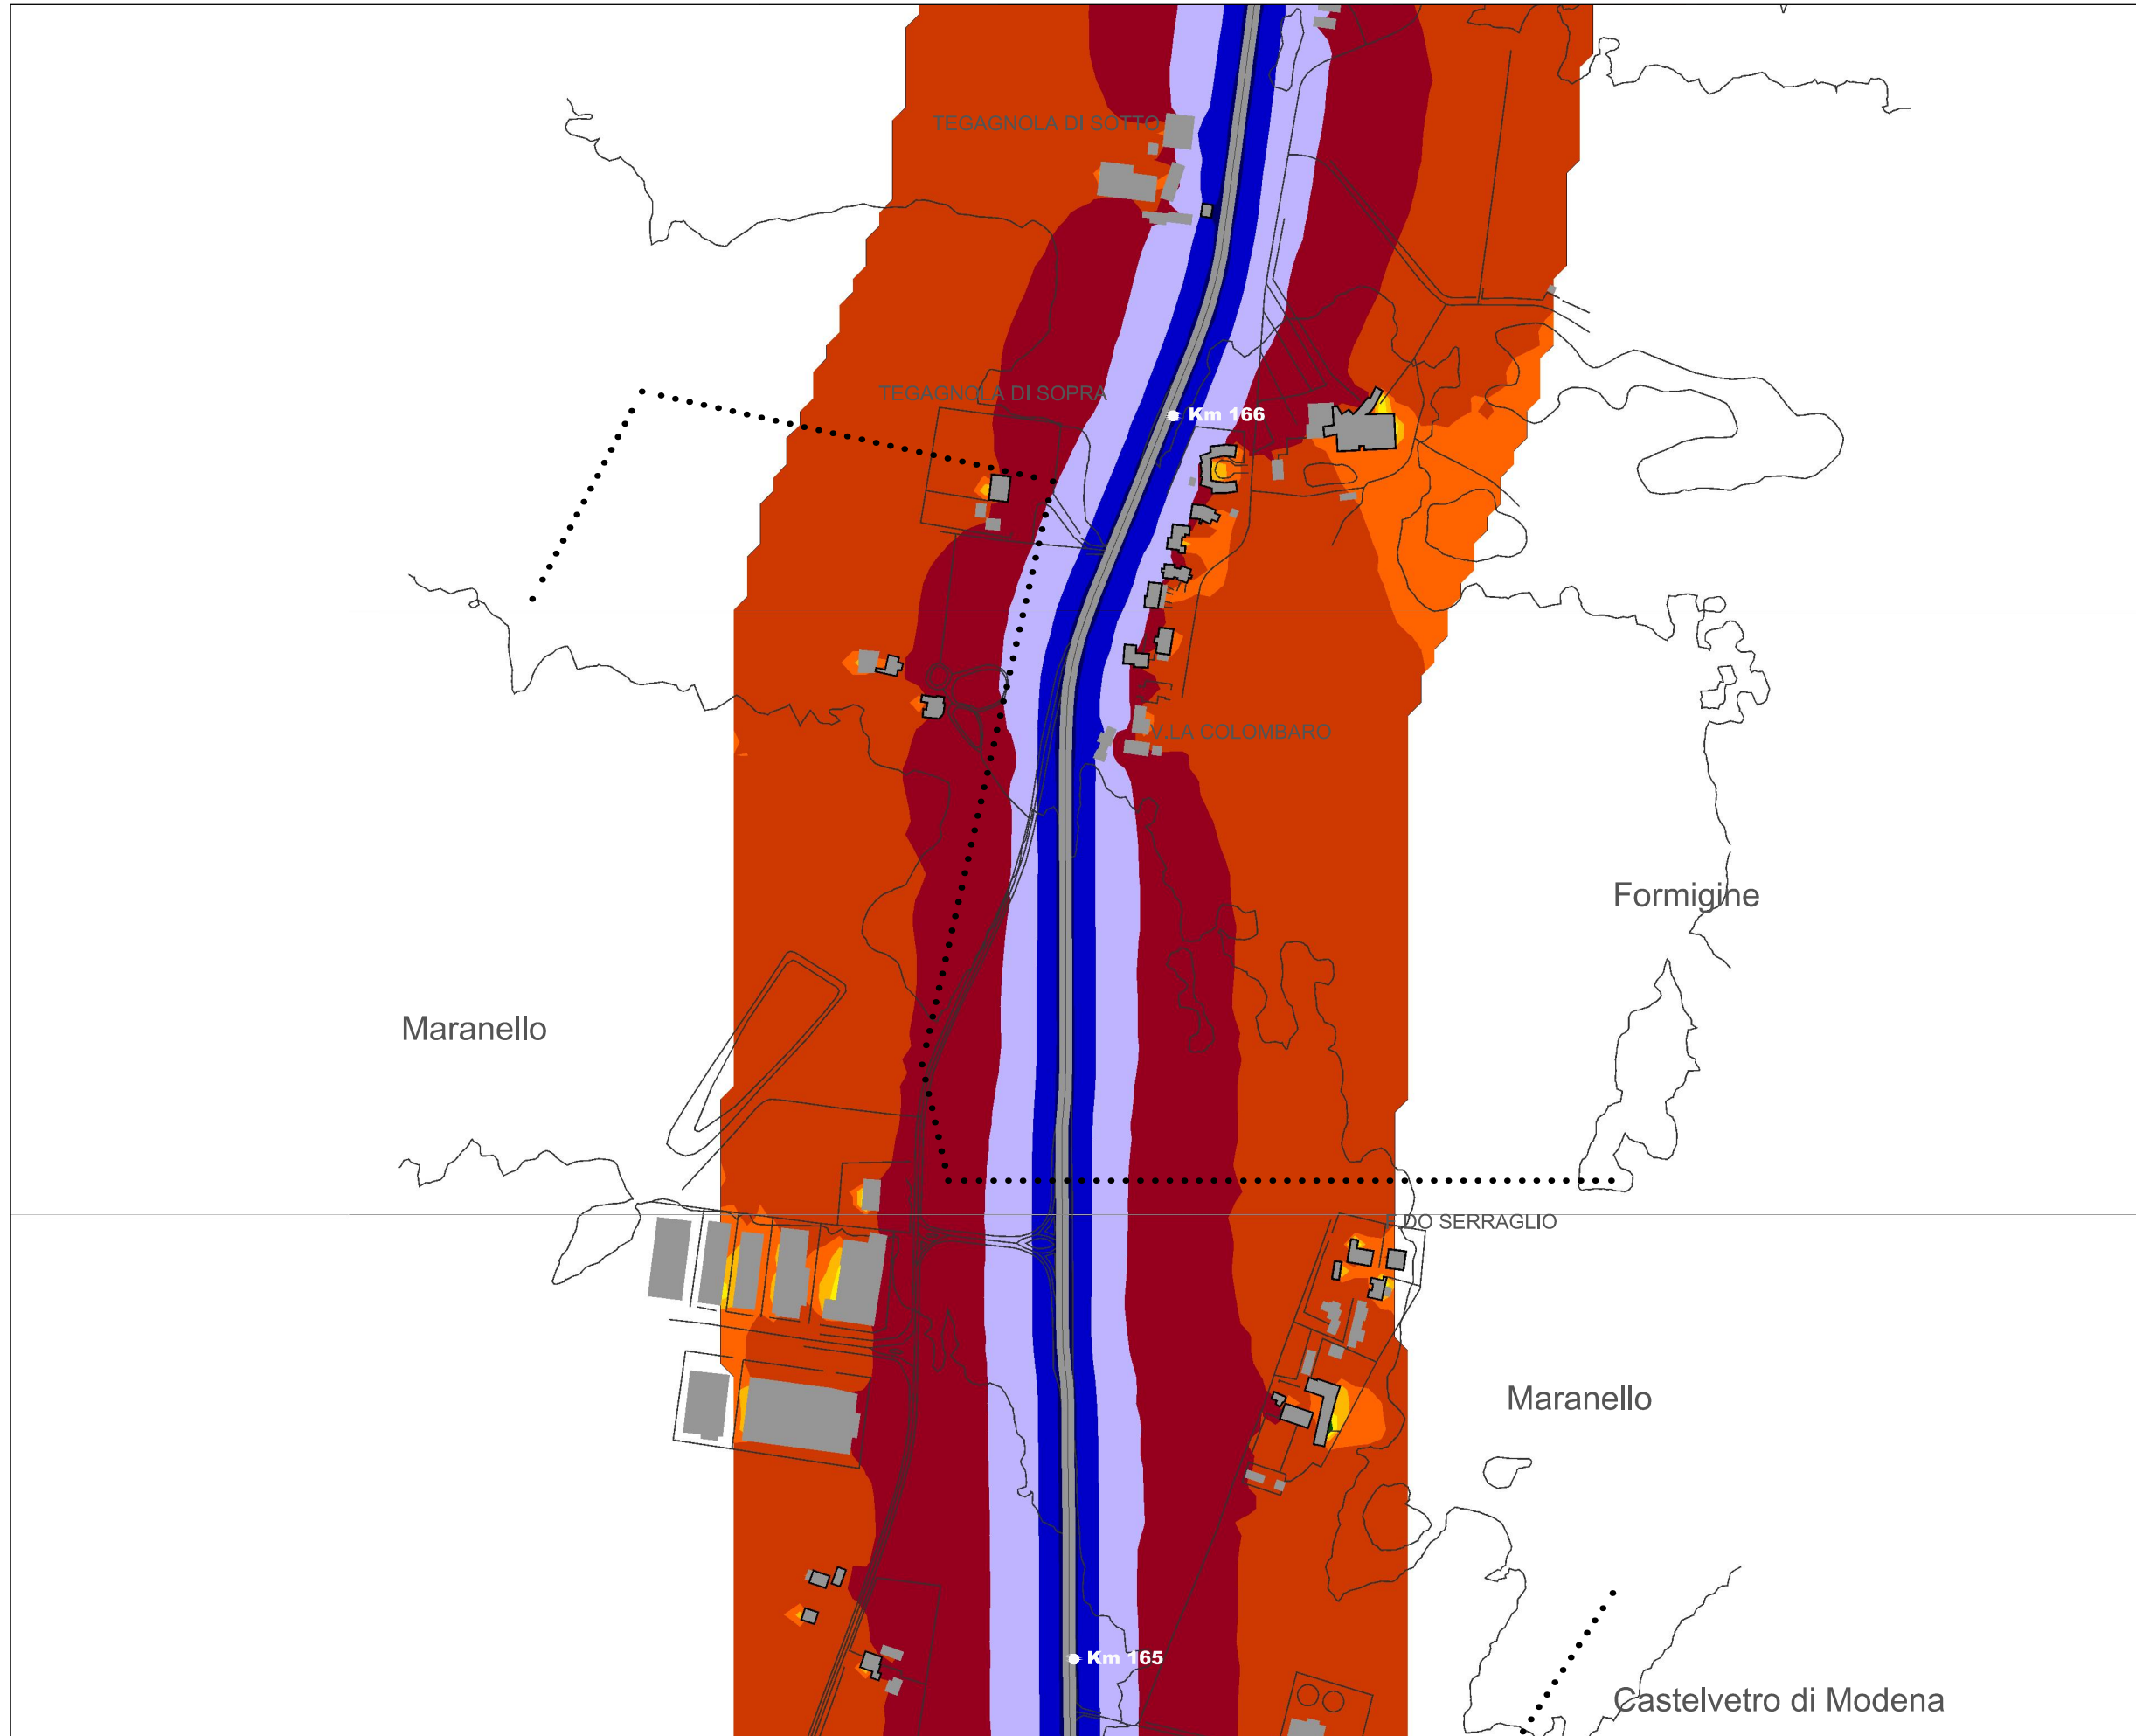 TEGAGNOLA DI SOTTO
TEGAGNOLA DI SOPRA
Km 166
V.LA COLOMBARO
Formigine
Maranello
DO SERRAGLIO
Maranello
Km 165
Castelvetro di Modena